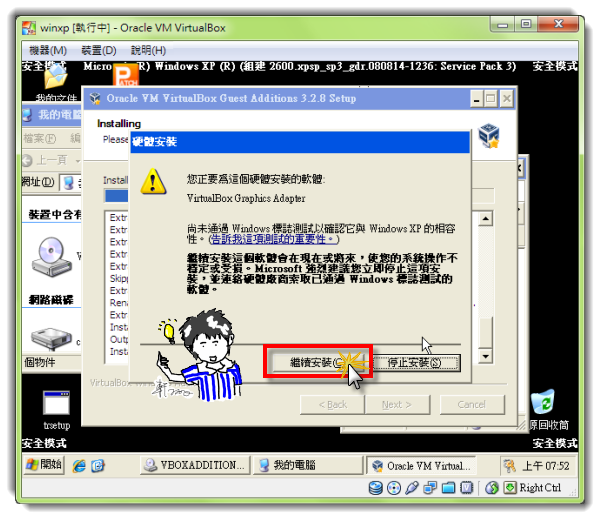 winxp [執行中] - Oracle VM VirtualBox
機器(M) 裝置(D) 說明(H)
安全模式 Micro (R) Windows XP (R) (組建 2600.xpsp_sp3_gdr.080814-1236: Service Pack 3) 安全模式
PATCH
我的文件
Oracle VM VirtualBox Guest Additions 3.2.8 Setup
我的電腦
Installing
檔案(F) 編
Please
硬體安裝
上一頁
網址(D) 我
Install
您正要為這個硬體安裝的軟體:
VirtualBox Graphics Adapter
裝置中含有
尚未通過 Windows 標誌測試以確認它與 Windows XP 的相容
性。(告訴我這項測試的重要性。)
繼續安裝這個軟體會在現在或將來，使您的系統操作不
穩定或受損。Microsoft 強烈建議您立即停止這項安
裝，並連絡硬體廠商索取已通過 Windows 標誌測試的
軟體。
Extr
Extr
Extr
Extr
Extr
Skip
Extr
Ren
Extr
Inst
Outp
Inst
網路磁碟
個物件
繼續安裝(C) 停止安裝(S)
VirtualBox
< Back Next > Cancel
trsetup
資源回收筒
安全模式 安全模式
開始 VBOXADDITION... 我的電腦 Oracle VM Virtual... 上午 07:52
Right Ctrl